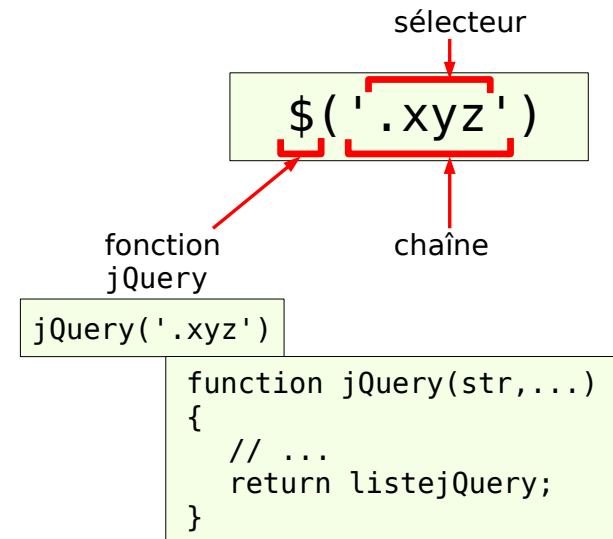 sélecteur
$('.xyz')
fonction
jQuery
chaîne
jQuery('.xyz')
function jQuery(str,...)
{
// ...
return listejQuery;
}